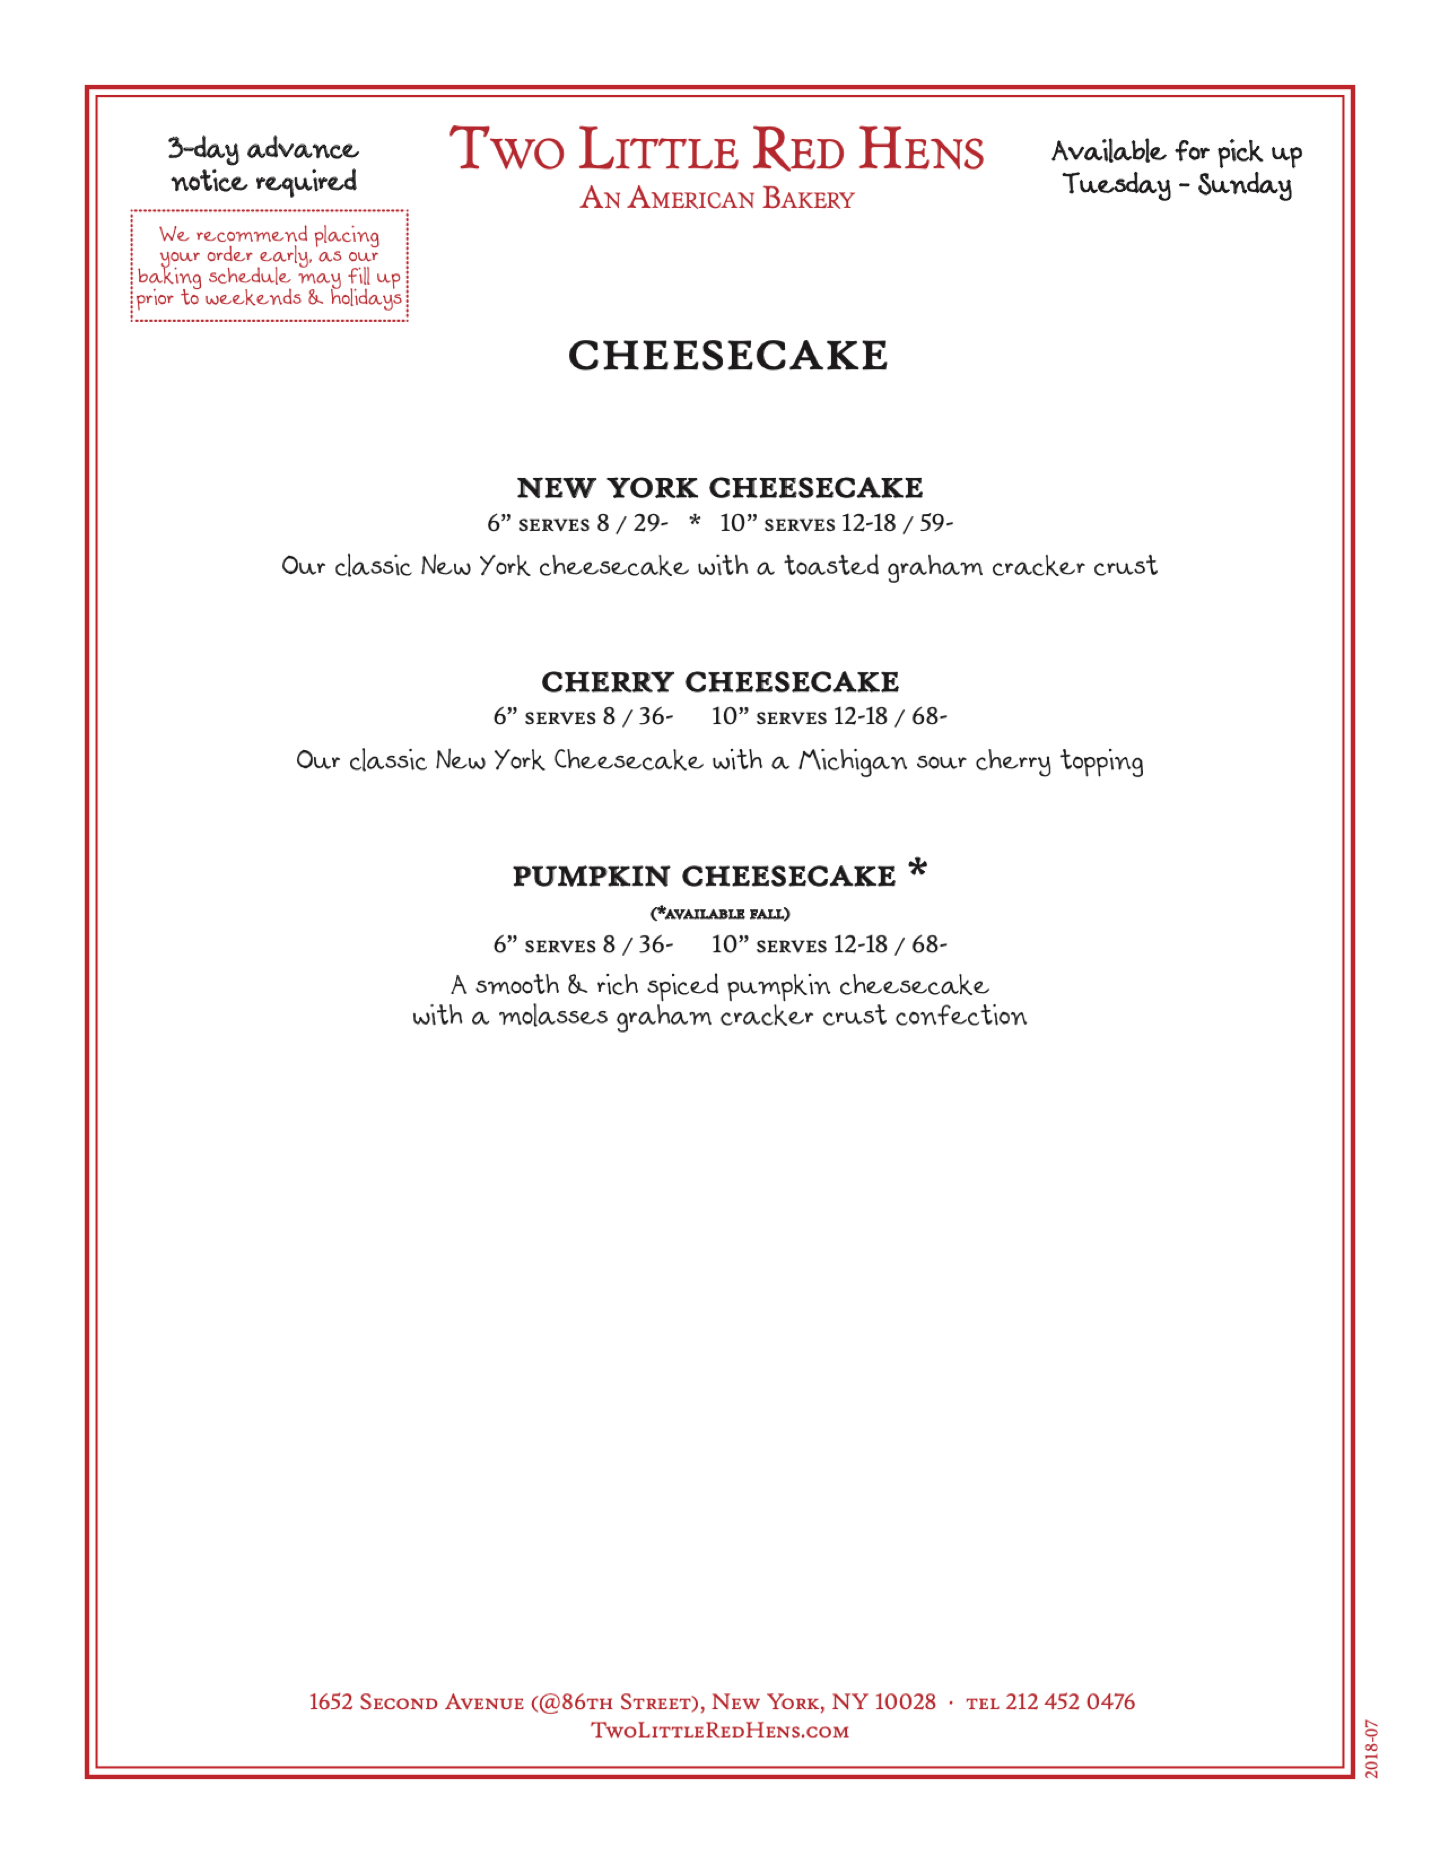 3-day advance
notice required
We recommend placing
your order early, as our
baking schedule may fill up
prior to weekends & holidays
Two Little Red Hens
An American Bakery
Available for pick up
Tuesday - Sunday
CHEESECAKE
NEW YORK CHEESECAKE
6” serves 8 / 29- * 10” serves 12-18 / 59-
Our classic New York cheesecake with a toasted graham cracker crust
CHERRY CHEESECAKE
6” serves 8 / 36- 10” serves 12-18 / 68-
Our classic New York Cheesecake with a Michigan sour cherry topping
PUMPKIN CHEESECAKE *
(*AVAILABLE FALL)
6” serves 8 / 36- 10” serves 12-18 / 68-
A smooth & rich spiced pumpkin cheesecake
with a molasses graham cracker crust confection
1652 Second Avenue (@86th Street), New York, NY 10028 · tel 212 452 0476
TwoLittleRedHens.com
2018-07